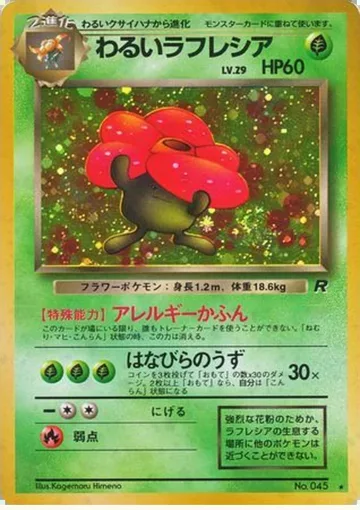 2進化
わるいクサイハナから進化 モンスターカードに重ねて使います。
わるいラフレシア LV.29 HP60
フラワーポケモン：身長1.2m、体重18.6kg
R
【特殊能力】アレルギーかふん
このカードが場にいる限り、誰もトレーナーカードを使うことができない。「ねむ
り・マヒ・こんらん」状態の時、この力は消える。
はなびらのうず 30×
コインを3枚投げて「おもて」の数×30のダメー
ジ。2枚以上「おもて」なら、自分は「こん
らん」状態になる。
にげる
弱点
強烈な花粉のためか、
ラフレシアの生息する
場所に他のポケモンは
近づくことがない。
Illus.Kagemaru Himeno
No.045